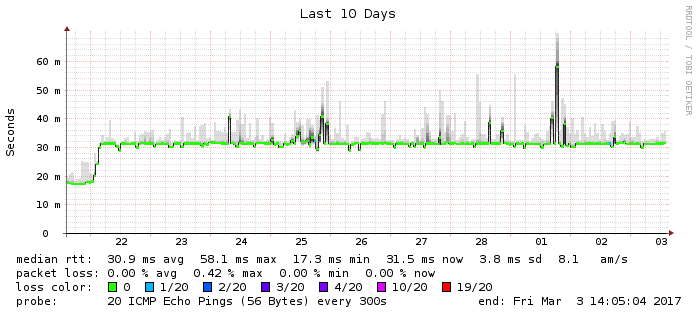 Last 10 Days
RRDTOOL / TOBI OETIKER
Seconds
60 m
50 m
40 m
30 m
20 m
10 m
0
22 23 24 25 26 27 28 01 02 03
median rtt: 30.9 ms avg 58.1 ms max 17.3 ms min 31.5 ms now 3.8 ms sd 8.1 am/s
packet loss: 0.00 % avg 0.42 % max 0.00 % min 0.00 % now
loss color: 0 1/20 2/20 3/20 4/20 10/20 19/20
probe: 20 ICMP Echo Pings (56 Bytes) every 300s end: Fri Mar 3 14:05:04 2017